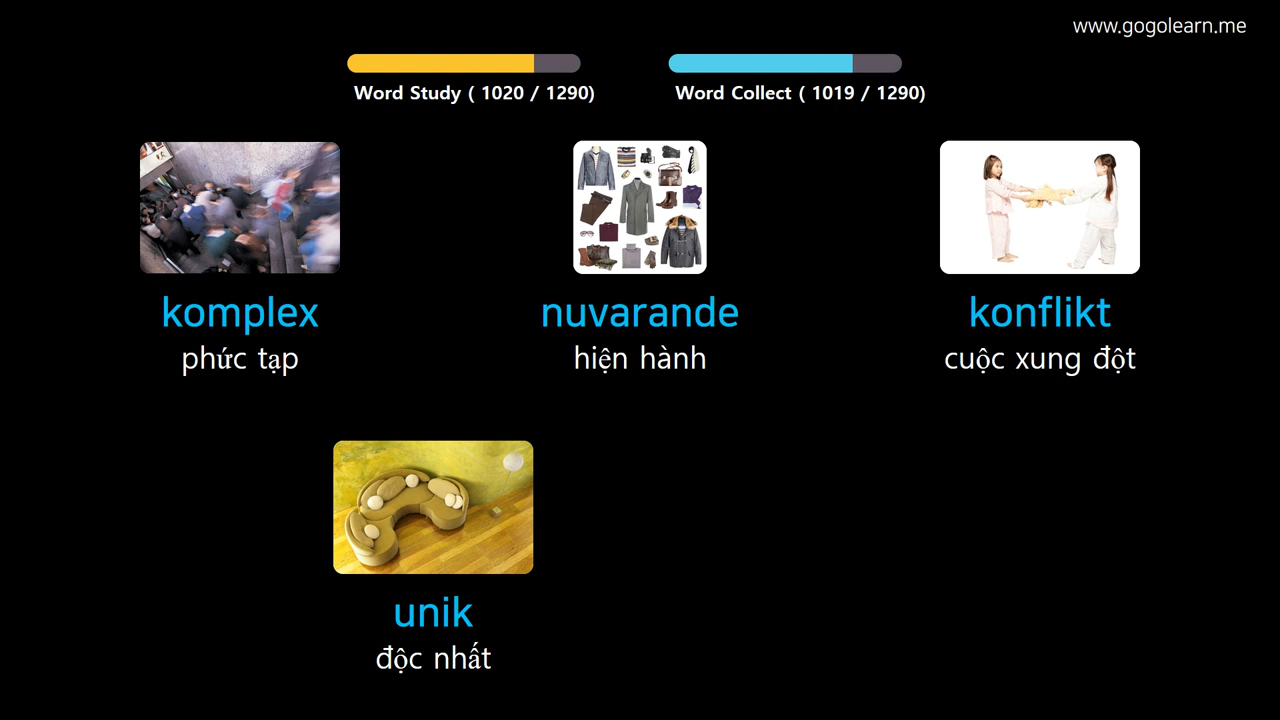 www.gogolearn.me
Word Study ( 1020 / 1290)
Word Collect ( 1019 / 1290)
komplex
phức tạp
nuvarande
hiện hành
konflikt
cuộc xung đột
unik
độc nhất